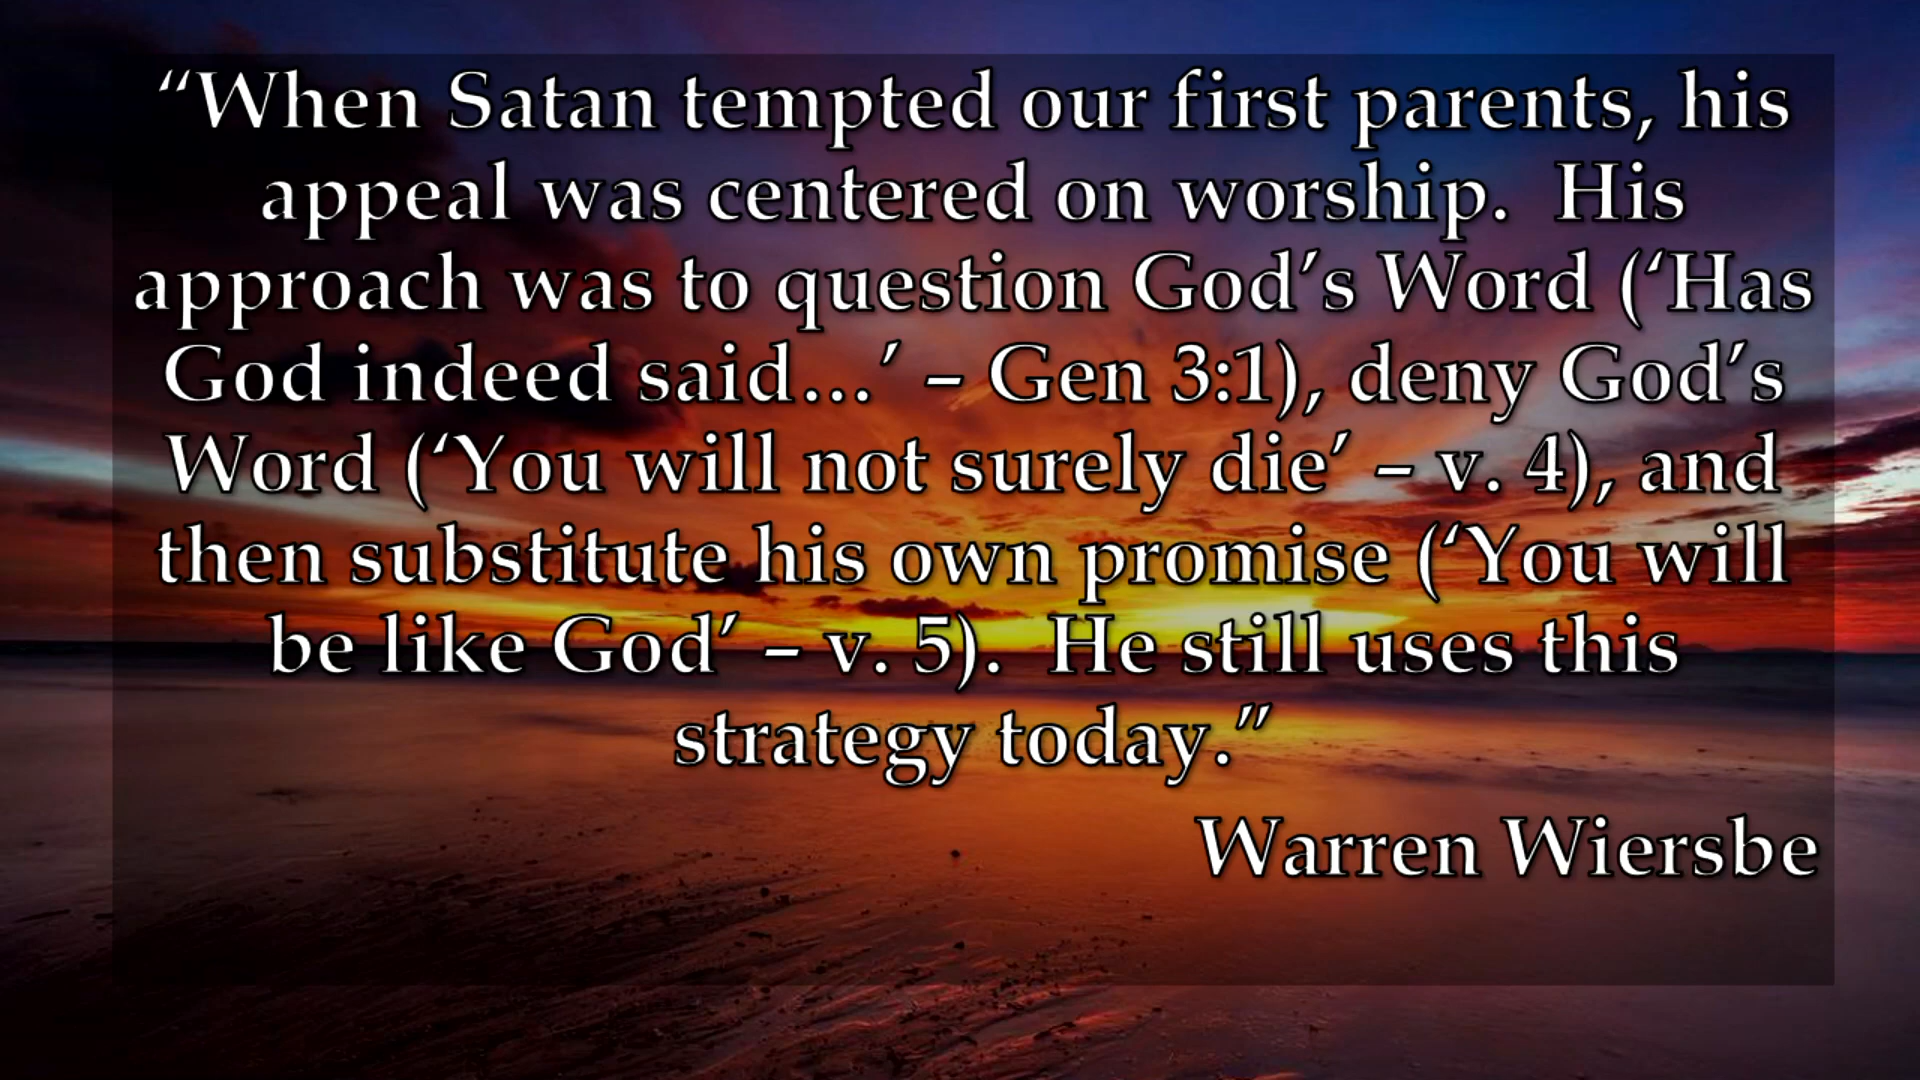 “When Satan tempted our first parents, his
appeal was centered on worship.  His
approach was to question God’s Word (‘Has
God indeed said…’ – Gen 3:1), deny God’s
Word (‘You will not surely die’ – v. 4), and
then substitute his own promise (‘You will
be like God’ – v. 5).  He still uses this
strategy today.”
Warren Wiersbe